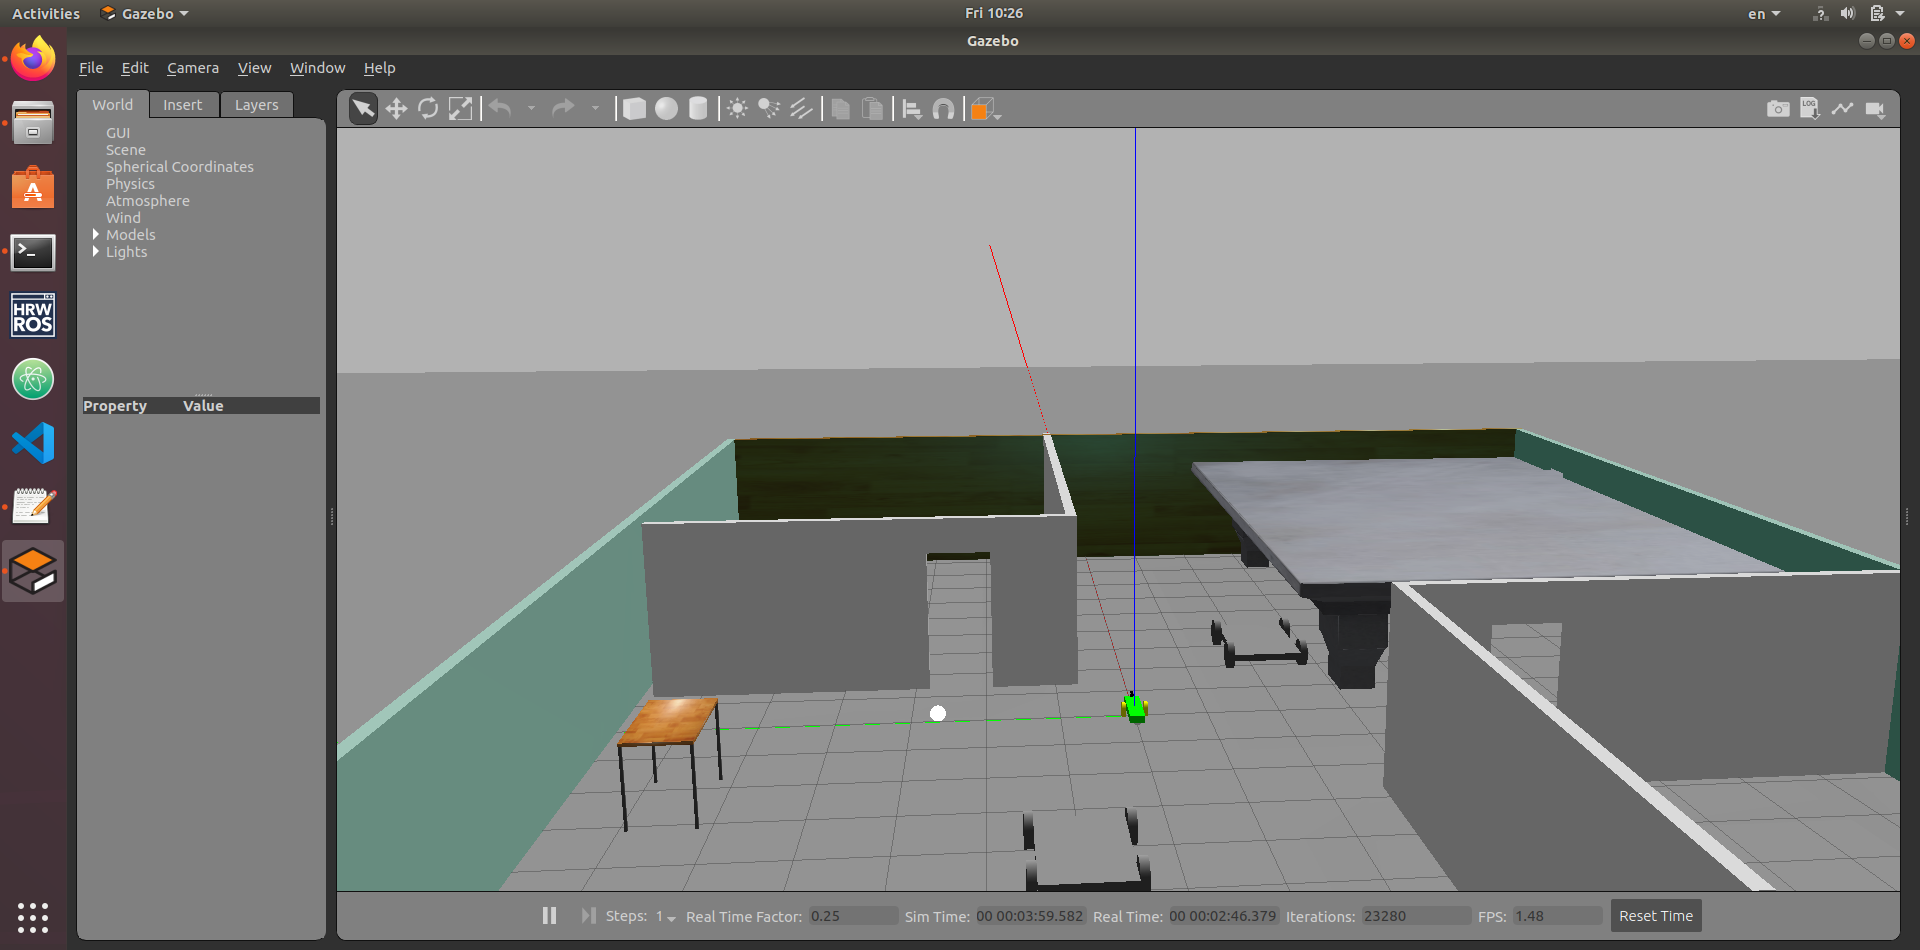 Activities Gazebo Fri 10:26 en
Gazebo
File Edit Camera View Window Help
World Insert Layers
LOG
GUI
Scene
Spherical Coordinates
Physics
Atmosphere
Wind
Models
Lights
HRW
ROS
Property Value
Steps: 1 Real Time Factor: 0.25 Sim Time: 00 00:03:59.582 Real Time: 00 00:02:46.379 Iterations: 23280 FPS: 1.48 Reset Time